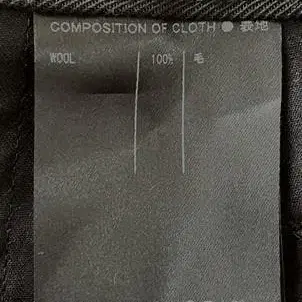 COMPOSITION OF CLOTH ● 表地
WOOL 100% 毛